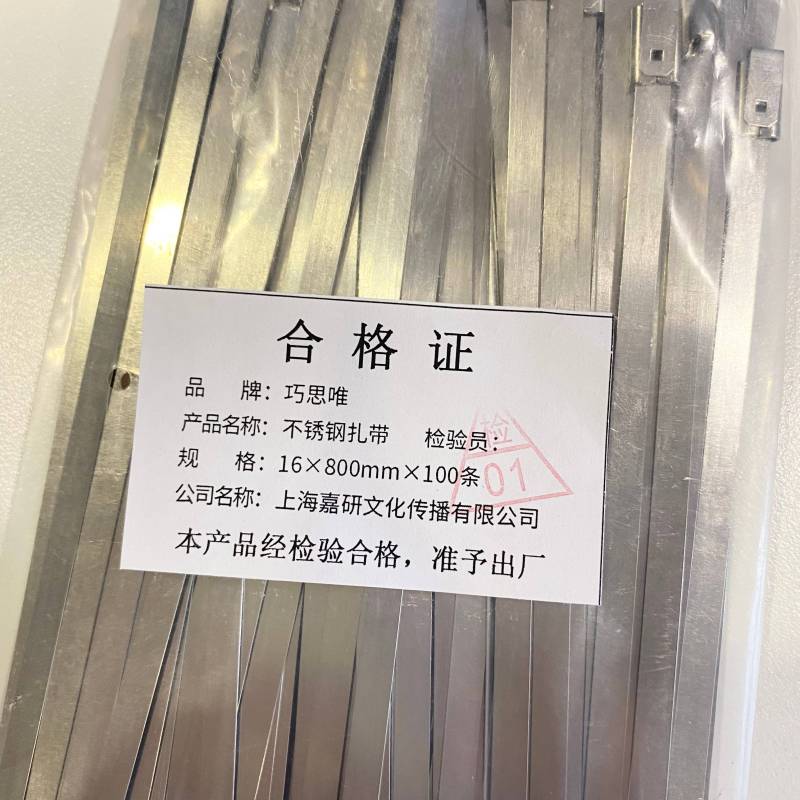 合格证
品 牌：巧思唯
产品名称：不锈钢扎带 检验员：
规 格：16×800mm×100条
公司名称：上海嘉研文化传播有限公司
本产品经检验合格，准予出厂
检
01